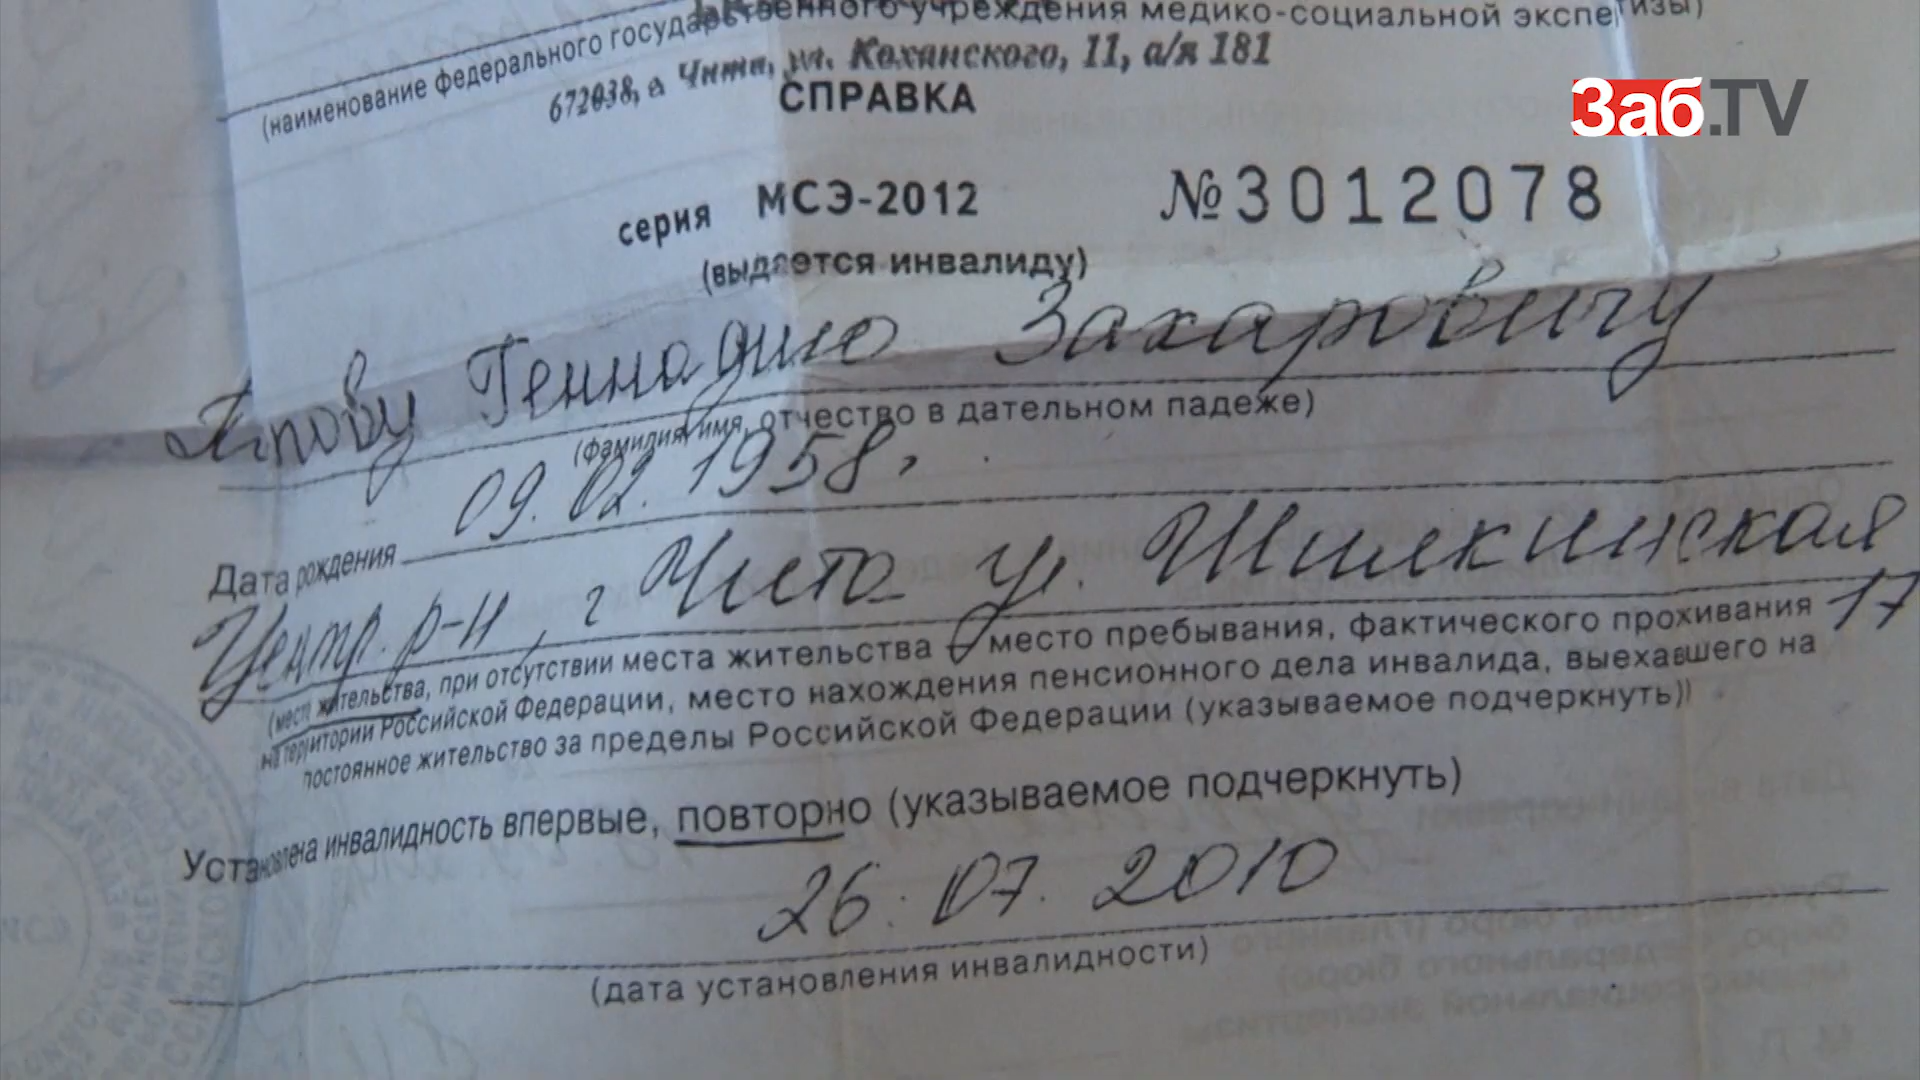 учреждения медико-социальной экспертизы)
(наименование федерального
672038, г. Чита, ул. Коханского, 11, а/я 181
Заб.TV
СПРАВКА
серия МСЭ-2012 №3012078
(выдается инвалиду)
Геннадию Захаровичу
(фамилия, имя, отчество в дательном падеже)
Дата рождения 09.02.1958,
Центр. р-н, г Чита ул. Шилкинская 17
(место жительства, при отсутствии места жительства место пребывания, фактического проживания
на территории Российской Федерации, место нахождения пенсионного дела инвалида, выехавшего на
постоянное жительство за пределы Российской Федерации (указываемое подчеркнуть))
Установлена инвалидность впервые, повторно (указываемое подчеркнуть)
26.07.2010
(дата установления инвалидности)